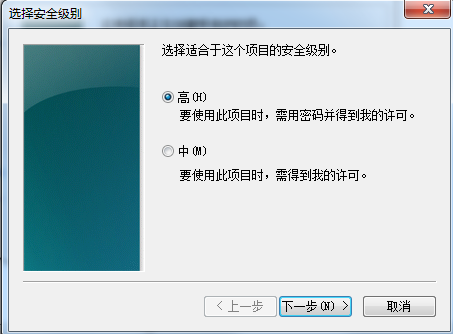 选择安全级别
选择适合于这个项目的安全级别。
高(H)
要使用此项目时，需用密码并得到我的许可。
中(M)
要使用此项目时，需得到我的许可。
< 上一步
下一步(N) >
取消